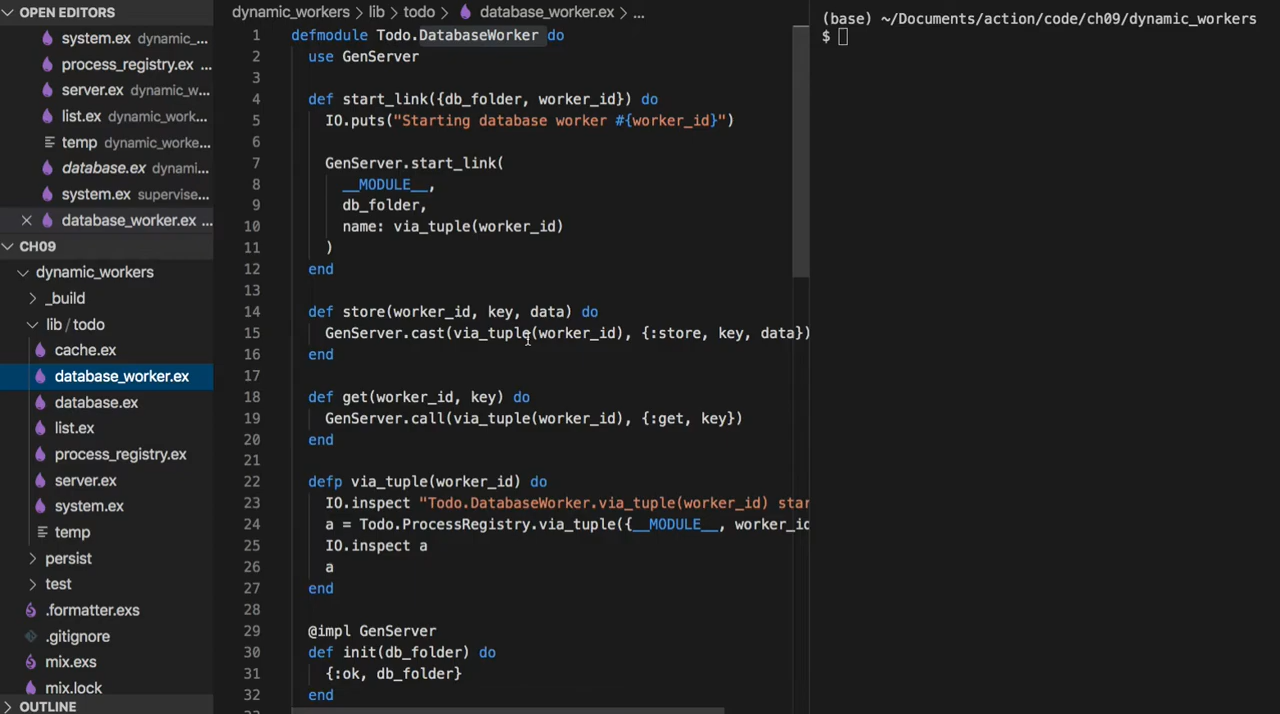 OPEN EDITORS
system.ex dynamic_...
process_registry.ex ...
server.ex dynamic_w...
list.ex dynamic_work...
temp dynamic_worke...
database.ex dynami...
system.ex supervise...
database_worker.ex ...
CH09
dynamic_workers
_build
lib / todo
cache.ex
database_worker.ex
database.ex
list.ex
process_registry.ex
server.ex
system.ex
temp
persist
test
.formatter.exs
.gitignore
mix.exs
mix.lock
OUTLINE
dynamic_workers > lib > todo > database_worker.ex > ...
1 defmodule Todo.DatabaseWorker do
2 use GenServer
3
4 def start_link({db_folder, worker_id}) do
5 IO.puts("Starting database worker #{worker_id}")
6
7 GenServer.start_link(
8 __MODULE__,
9 db_folder,
10 name: via_tuple(worker_id)
11 )
12 end
13
14 def store(worker_id, key, data) do
15 GenServer.cast(via_tuple(worker_id), {:store, key, data})
16 end
17
18 def get(worker_id, key) do
19 GenServer.call(via_tuple(worker_id), {:get, key})
20 end
21
22 defp via_tuple(worker_id) do
23 IO.inspect "Todo.DatabaseWorker.via_tuple(worker_id) star
24 a = Todo.ProcessRegistry.via_tuple({__MODULE__, worker_id
25 IO.inspect a
26 a
27 end
28
29 @impl GenServer
30 def init(db_folder) do
31 {:ok, db_folder}
32 end
(base) ~/Documents/action/code/ch09/dynamic_workers
$